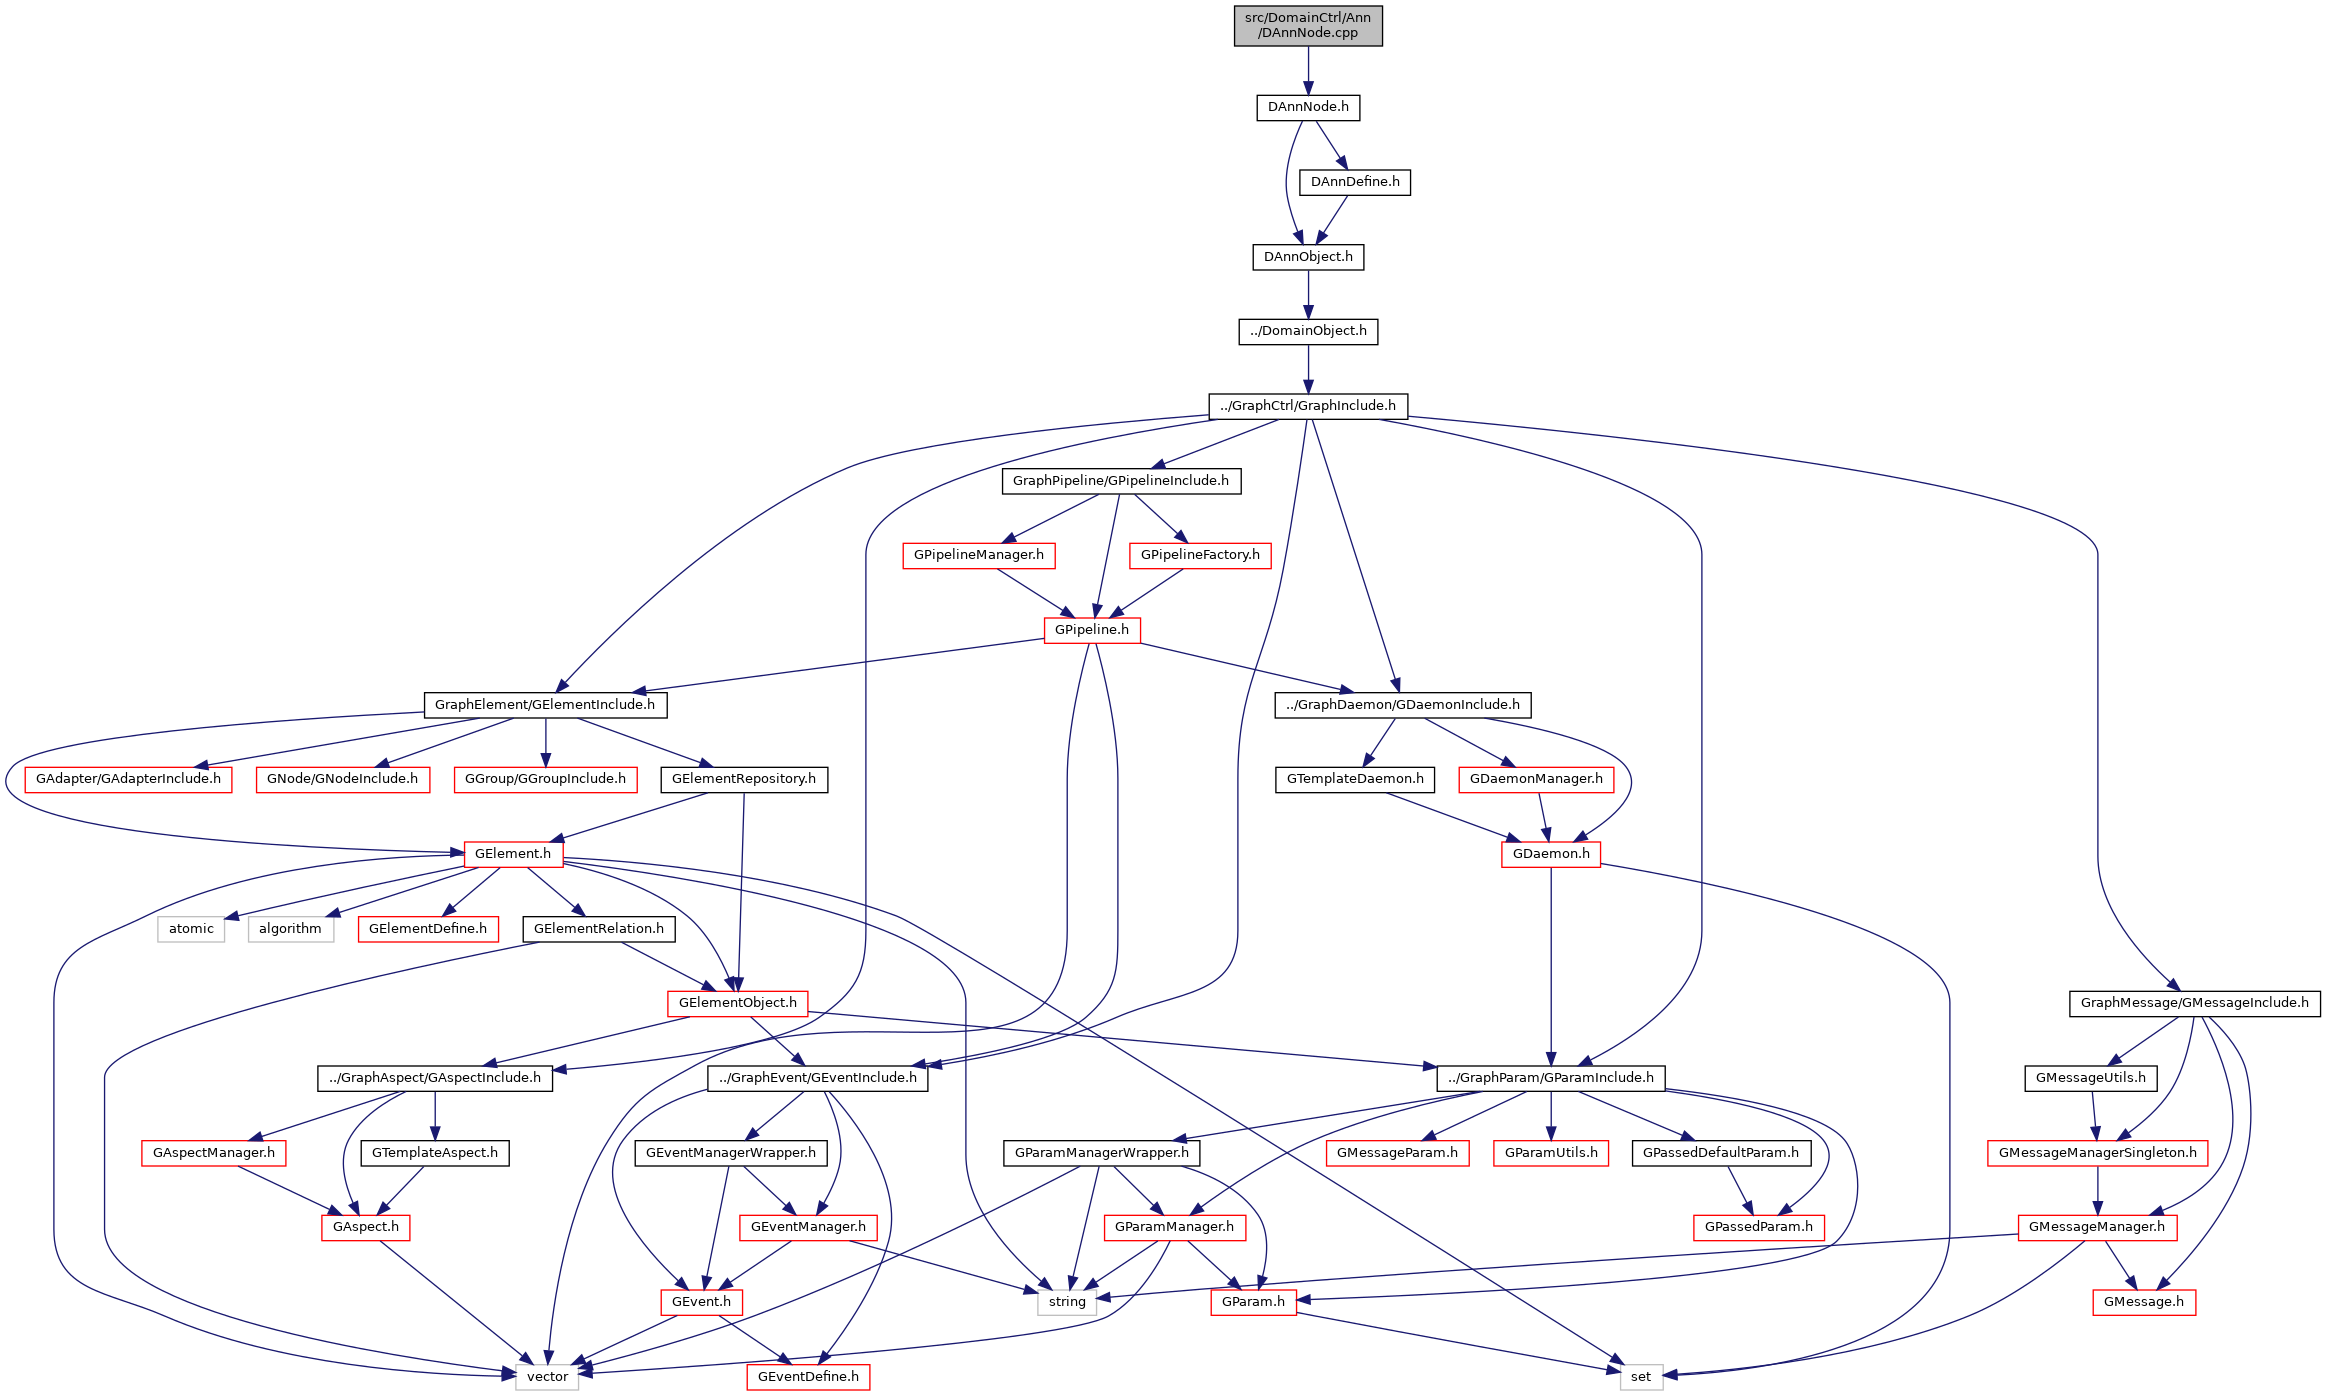 src/DomainCtrl/Ann
/DAnnNode.cpp
DAnnNode.h
DAnnDefine.h
DAnnObject.h
../DomainObject.h
../GraphCtrl/GraphInclude.h
GraphPipeline/GPipelineInclude.h
GPipelineManager.h
GPipelineFactory.h
GPipeline.h
GraphElement/GElementInclude.h
../GraphDaemon/GDaemonInclude.h
GAdapter/GAdapterInclude.h
GNode/GNodeInclude.h
GGroup/GGroupInclude.h
GElementRepository.h
GTemplateDaemon.h
GDaemonManager.h
GElement.h
GDaemon.h
atomic
algorithm
GElementDefine.h
GElementRelation.h
GElementObject.h
GraphMessage/GMessageInclude.h
../GraphAspect/GAspectInclude.h
../GraphEvent/GEventInclude.h
../GraphParam/GParamInclude.h
GMessageUtils.h
GAspectManager.h
GTemplateAspect.h
GEventManagerWrapper.h
GParamManagerWrapper.h
GMessageParam.h
GParamUtils.h
GPassedDefaultParam.h
GMessageManagerSingleton.h
GAspect.h
GEventManager.h
GParamManager.h
GPassedParam.h
GMessageManager.h
GEvent.h
string
GParam.h
GMessage.h
vector
GEventDefine.h
set